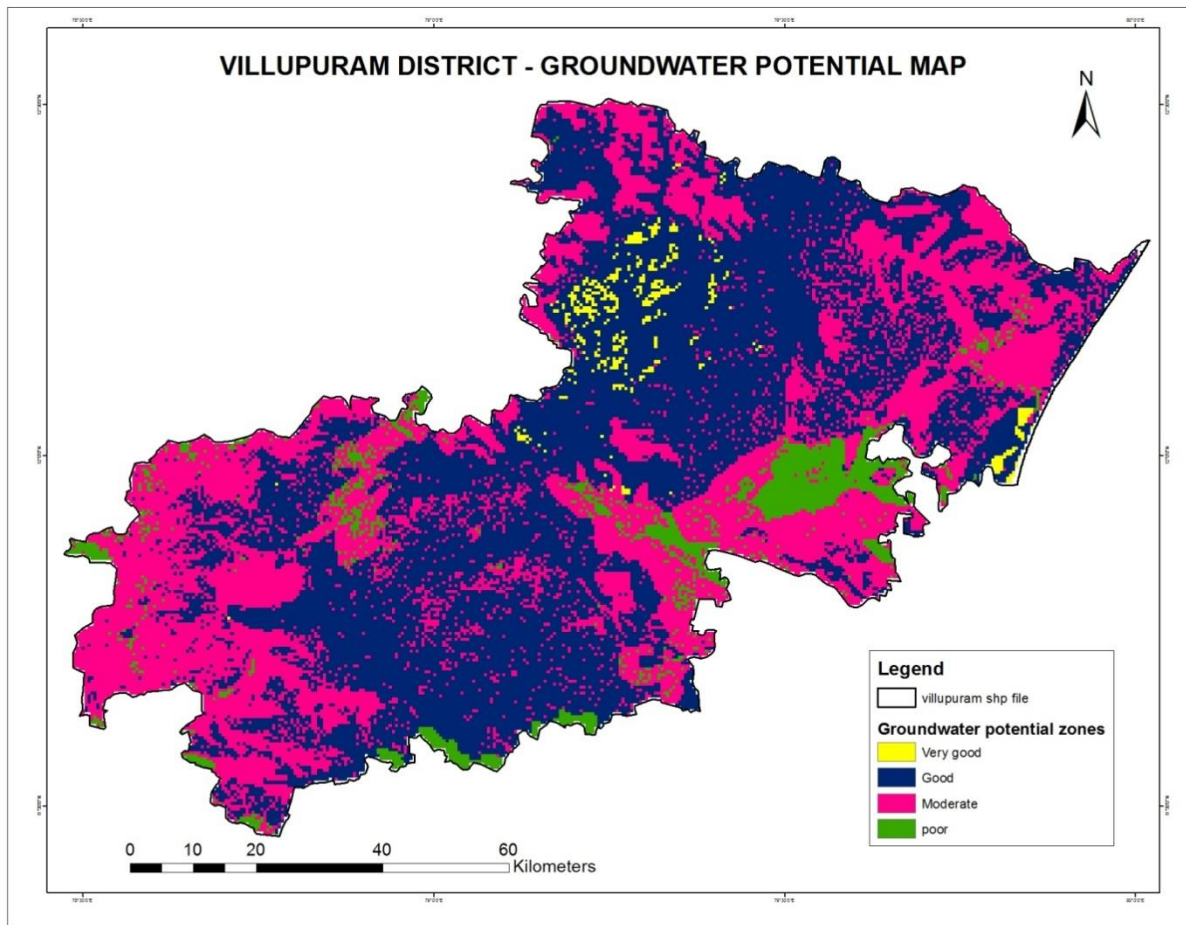 VILLUPURAM DISTRICT - GROUNDWATER POTENTIAL MAP
N
Legend
villupuram shp file
Groundwater potential zones
Very good
Good
Moderate
poor
0 10 20 40 60
Kilometers